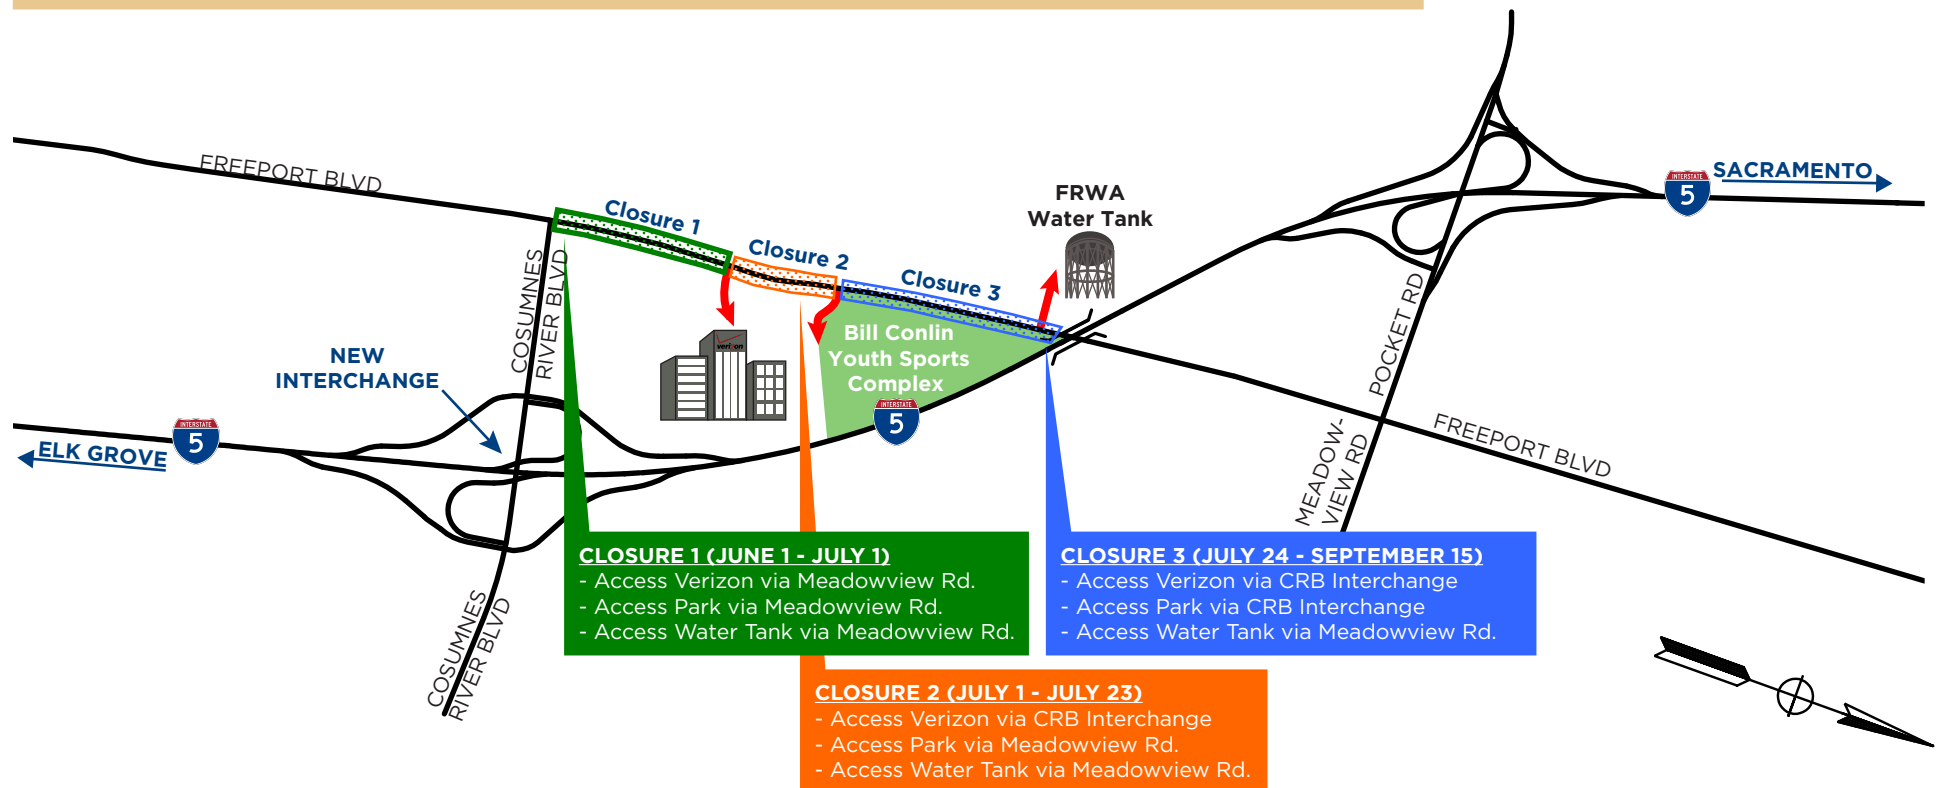 FREEPORT BLVD
Closure 1
Closure 2
Closure 3
FRWA
Water Tank
INTERSTATE
5
SACRAMENTO
COSUMNES
RIVER BLVD
NEW
INTERCHANGE
verizon
Bill Conlin
Youth Sports
Complex
INTERSTATE
5
POCKET RD
MEADOW-
VIEW RD
FREEPORT BLVD
INTERSTATE
5
ELK GROVE
COSUMNES
RIVER BLVD
CLOSURE 1 (JUNE 1 - JULY 1)
- Access Verizon via Meadowview Rd.
- Access Park via Meadowview Rd.
- Access Water Tank via Meadowview Rd.
CLOSURE 3 (JULY 24 - SEPTEMBER 15)
- Access Verizon via CRB Interchange
- Access Park via CRB Interchange
- Access Water Tank via Meadowview Rd.
CLOSURE 2 (JULY 1 - JULY 23)
- Access Verizon via CRB Interchange
- Access Park via Meadowview Rd.
- Access Water Tank via Meadowview Rd.